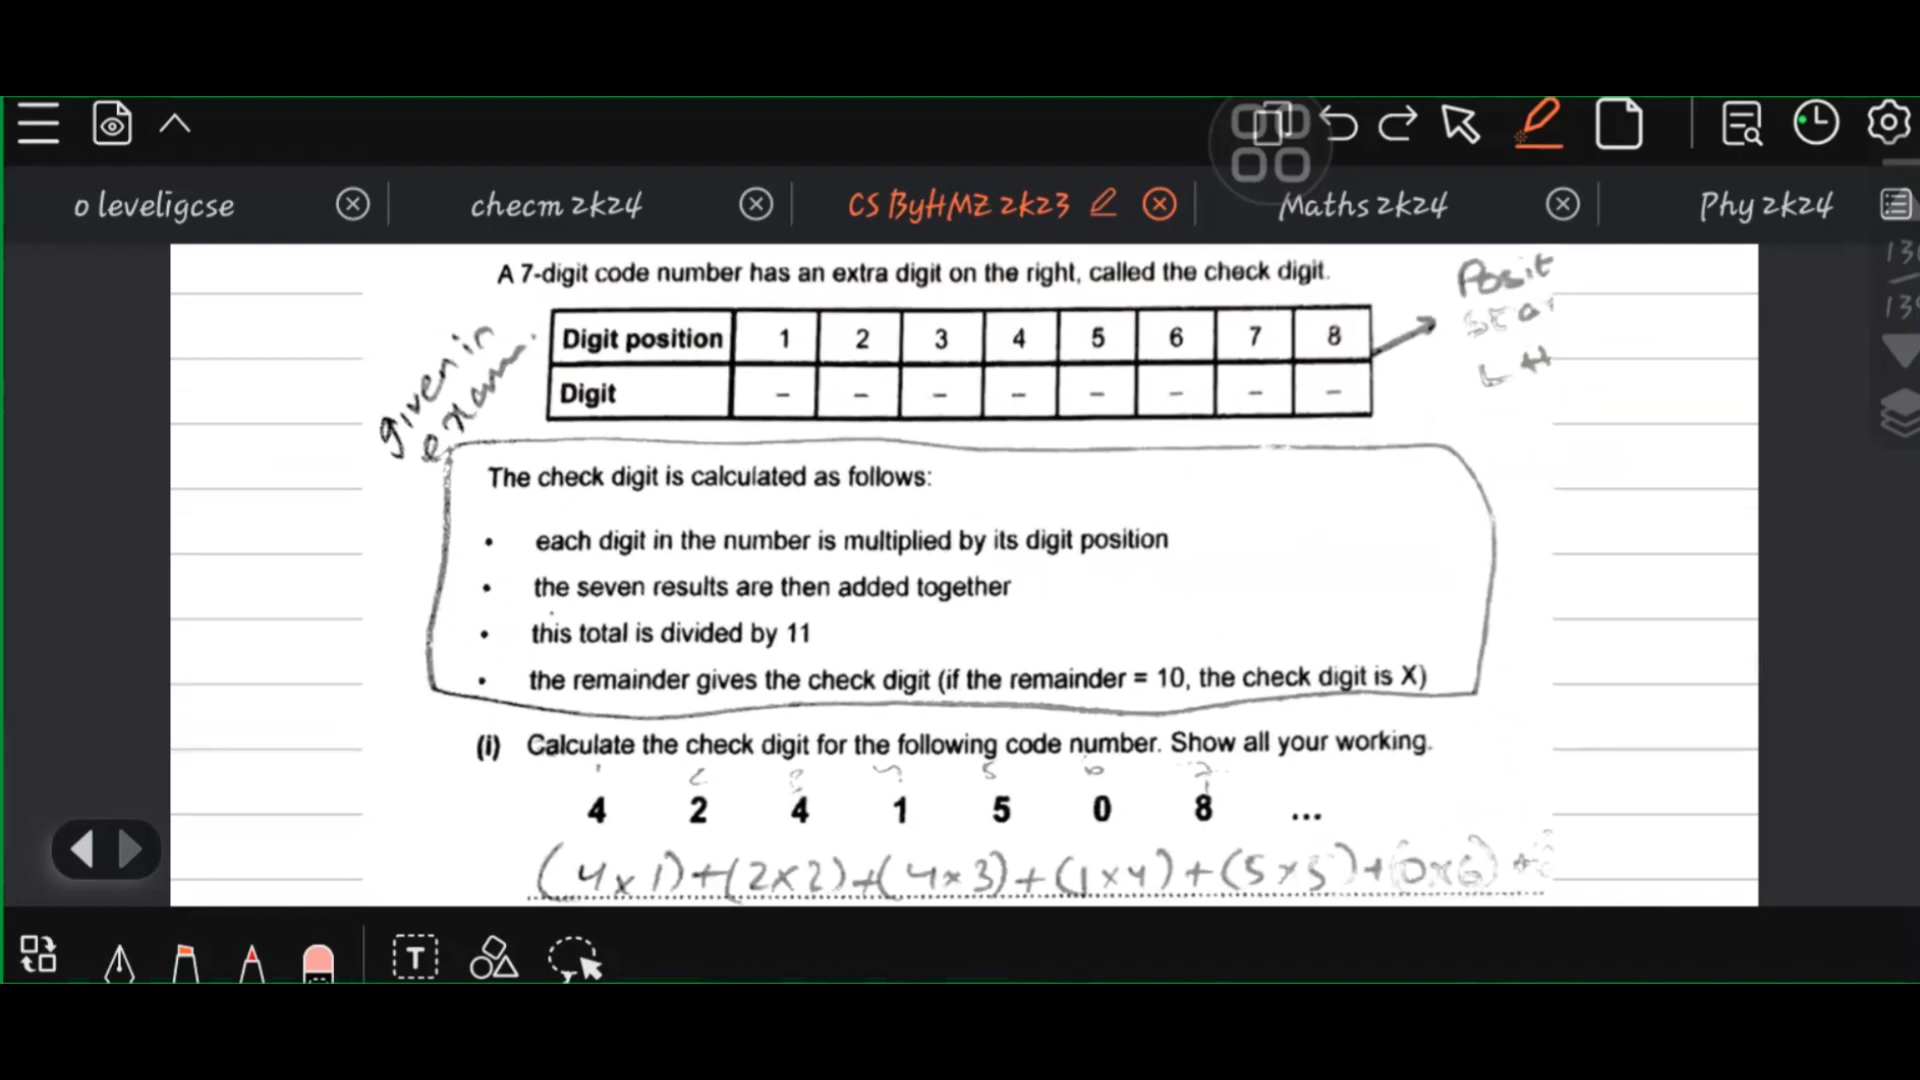 o leveligcse checm 2k24 CS ByHMZ 2k23 Maths 2k24 Phy 2k24
A 7-digit code number has an extra digit on the right, called the check digit.
Posit
Digit position 1 2 3 4 5 6 7 8
Digit – – – – – – – –
given in
exam.
The check digit is calculated as follows:
• each digit in the number is multiplied by its digit position
• the seven results are then added together
• this total is divided by 11
• the remainder gives the check digit (if the remainder = 10, the check digit is X)
(i) Calculate the check digit for the following code number. Show all your working.
4 2 4 1 5 0 8 ...
(4x1)+(2x2)+(4x3)+(1x4)+(5x5)+(0x6)+
T